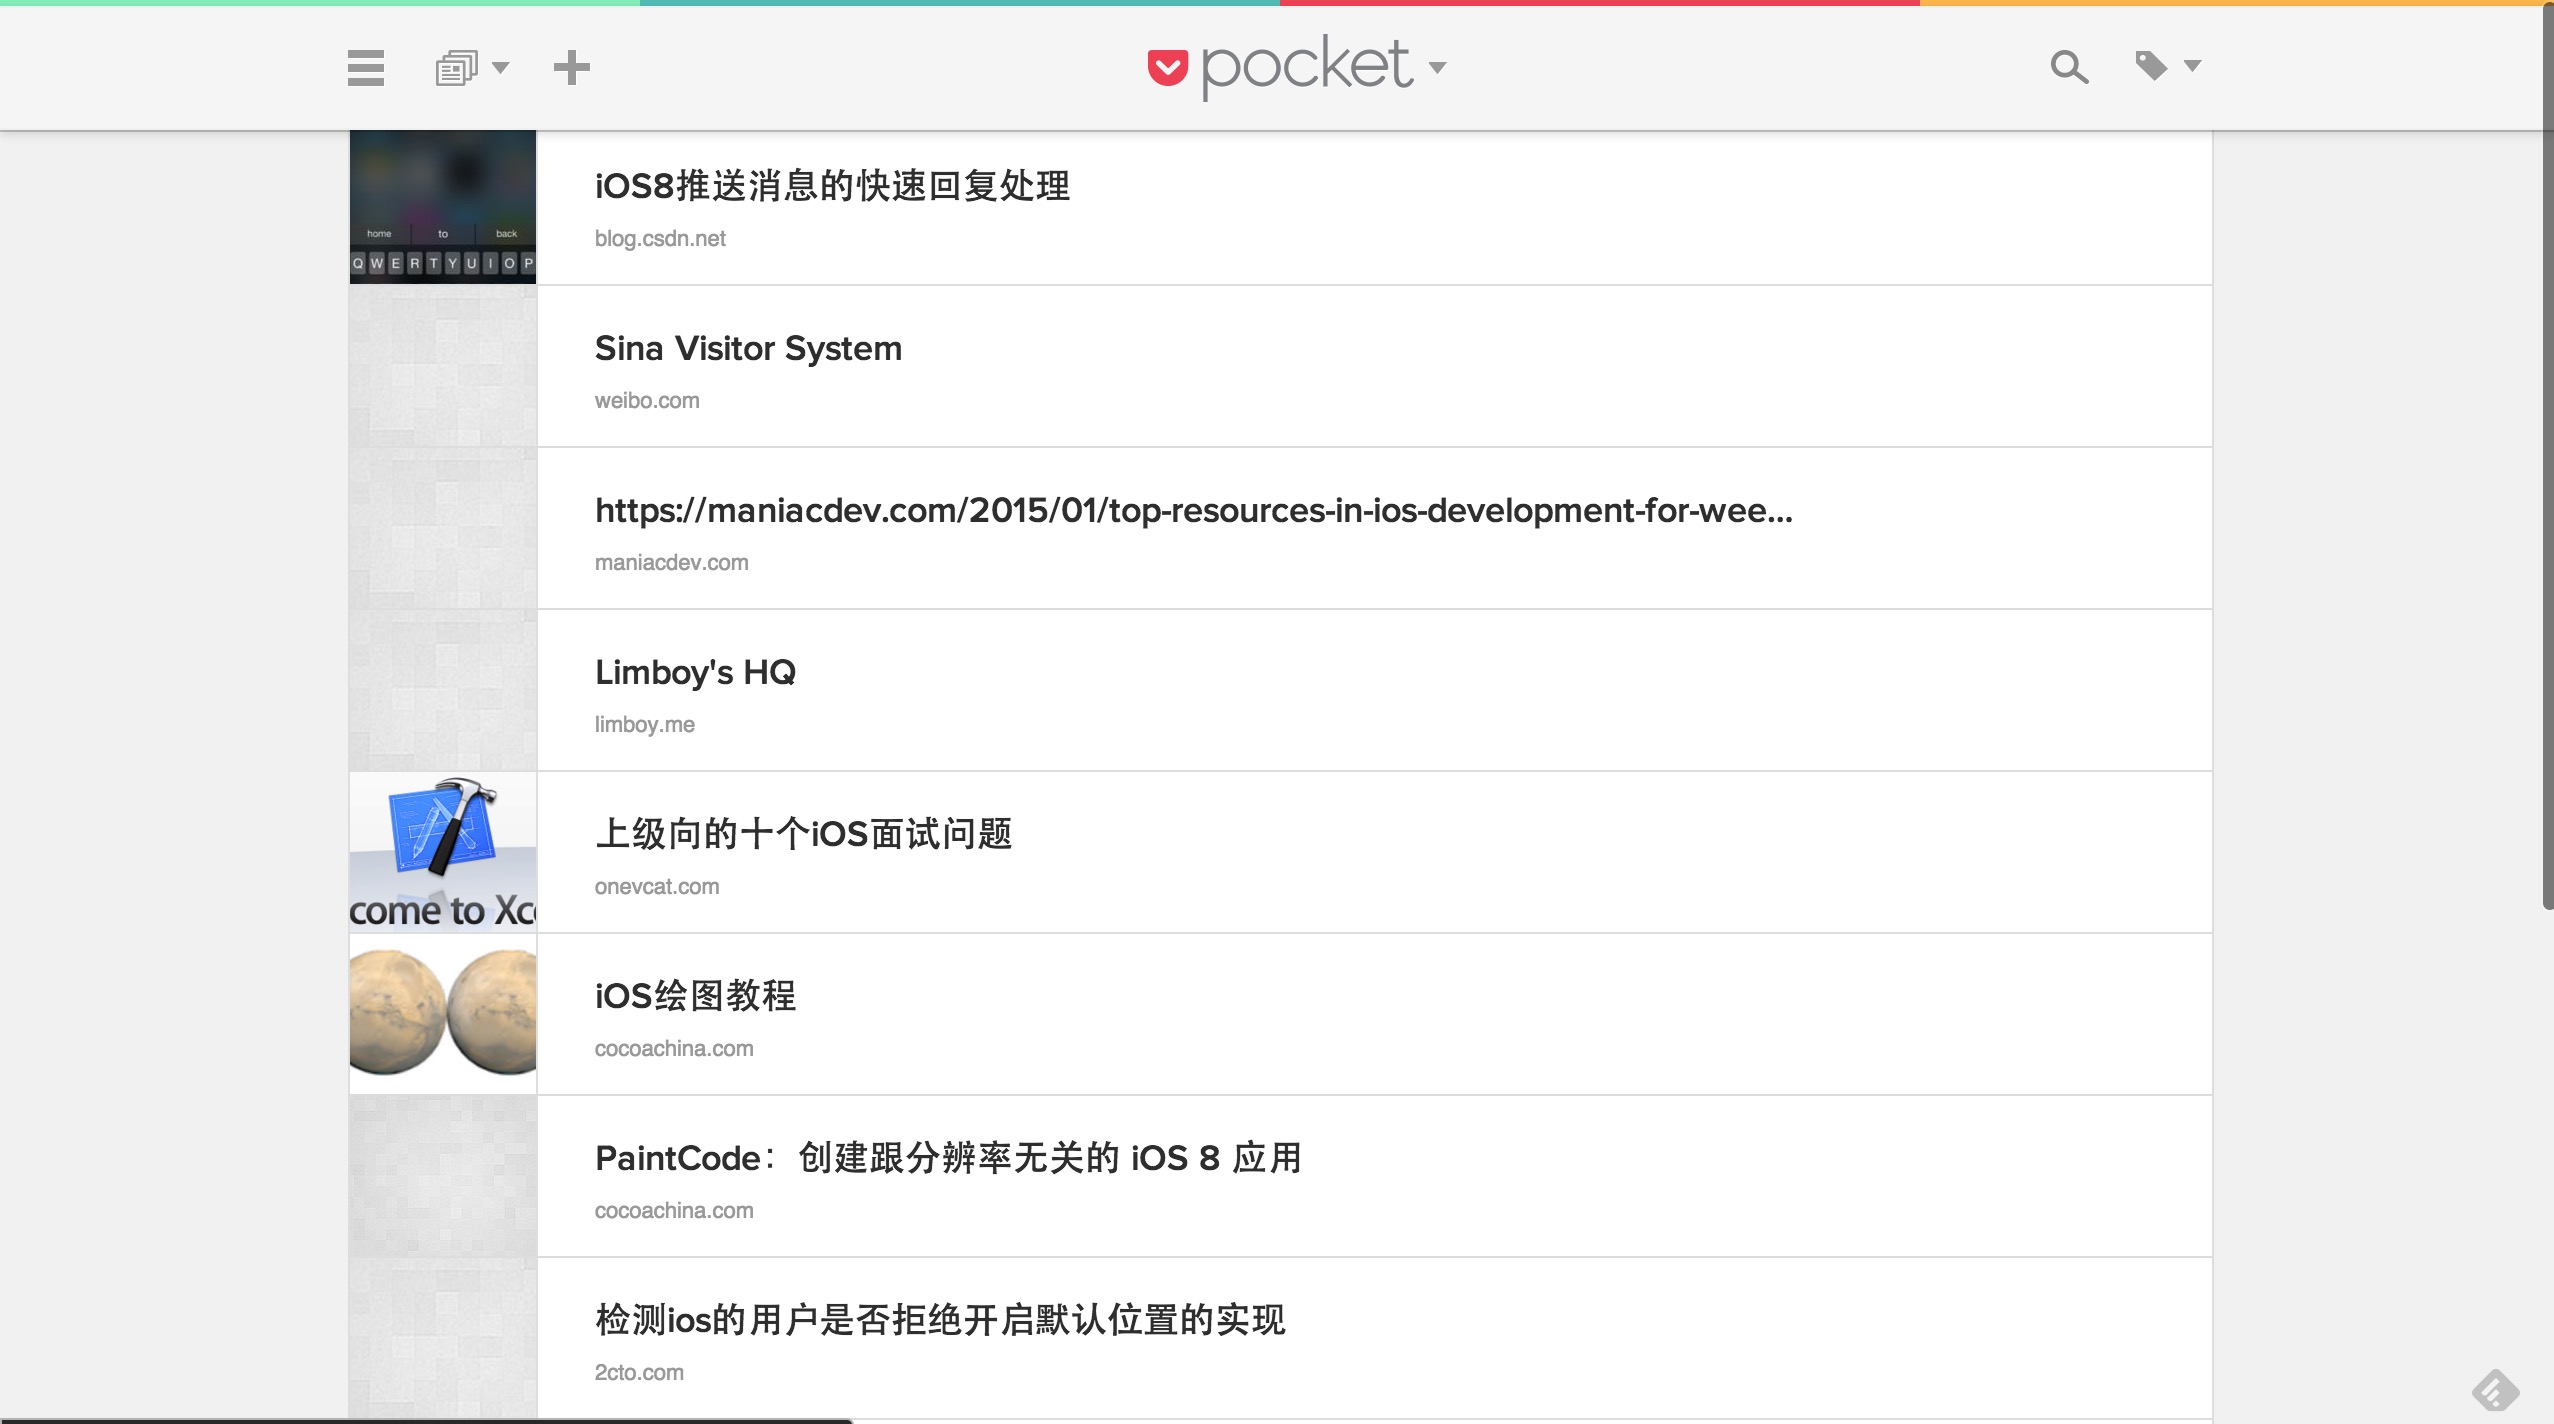 pocket
home to back
Q W E R T Y U I O P
iOS8推送消息的快速回复处理
blog.csdn.net
Sina Visitor System
weibo.com
https://maniacdev.com/2015/01/top-resources-in-ios-development-for-wee...
maniacdev.com
Limboy's HQ
limboy.me
come to Xc
上级向的十个iOS面试问题
onevcat.com
iOS绘图教程
cocoachina.com
PaintCode：创建跟分辨率无关的 iOS 8 应用
cocoachina.com
检测ios的用户是否拒绝开启默认位置的实现
2cto.com